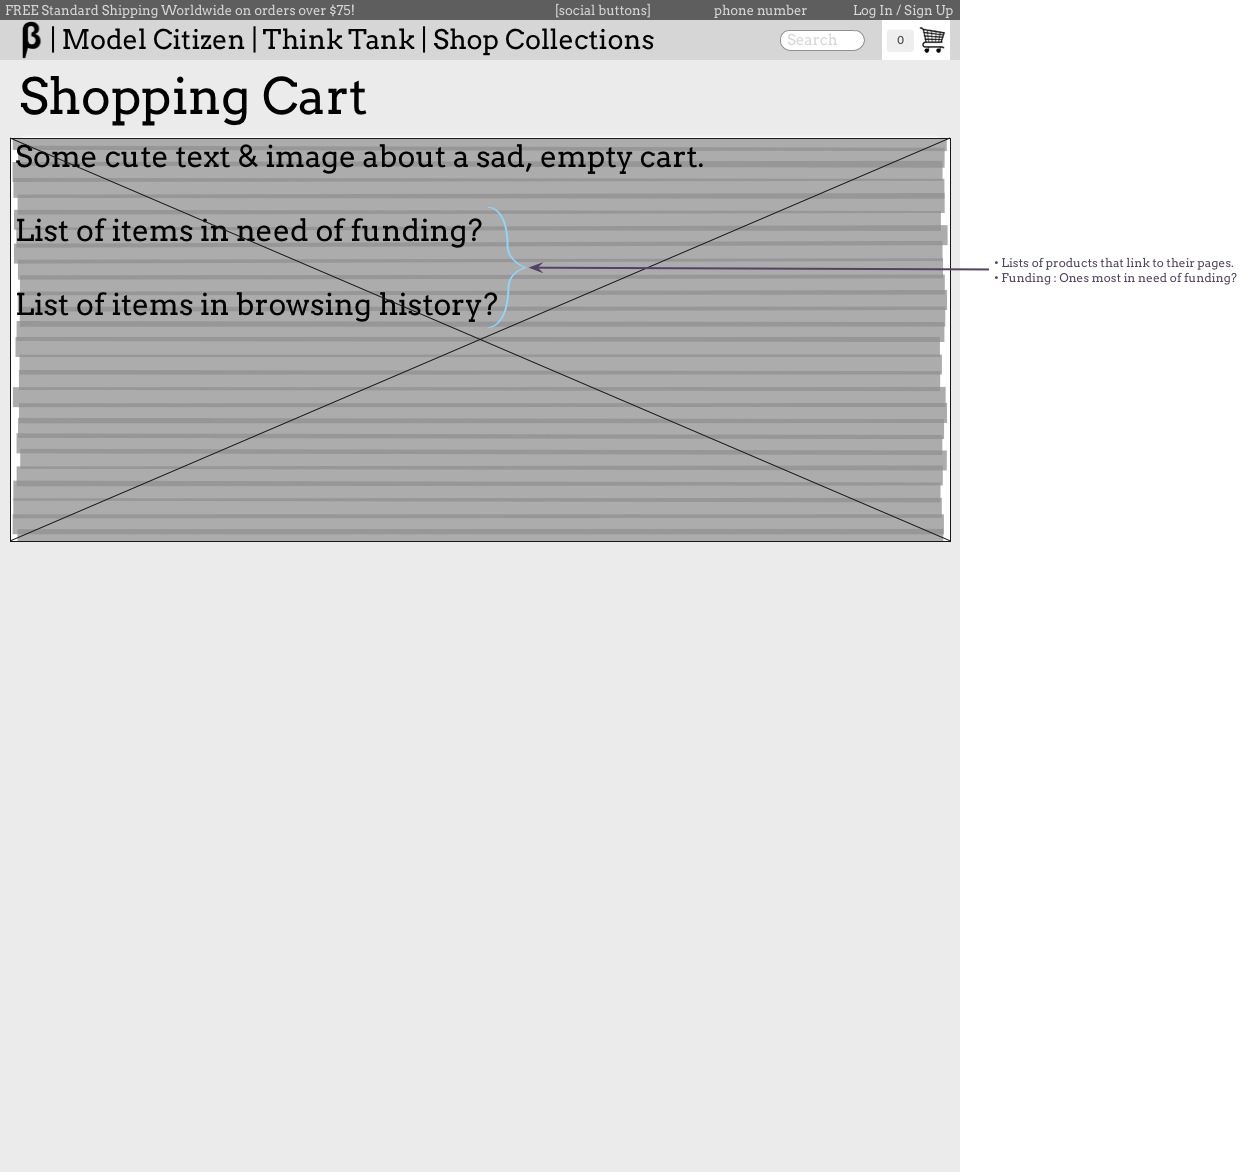 FREE Standard Shipping Worldwide on orders over $75! [social buttons] phone number Log In / Sign Up
β | Model Citizen | Think Tank | Shop Collections Search 0
Shopping Cart
Some cute text & image about a sad, empty cart.
List of items in need of funding?
• Lists of products that link to their pages.
• Funding : Ones most in need of funding?
List of items in browsing history?